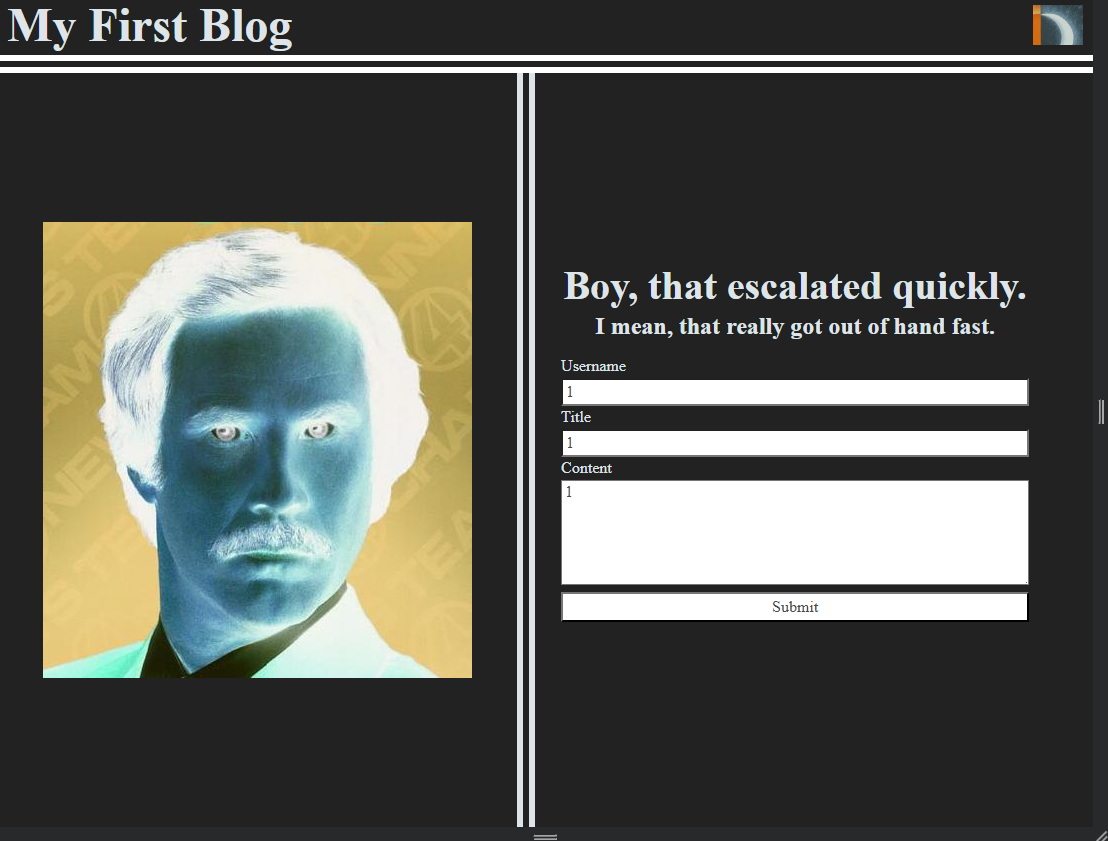 My First Blog
Boy, that escalated quickly.
I mean, that really got out of hand fast.
Username
1
Title
1
Content
1
Submit